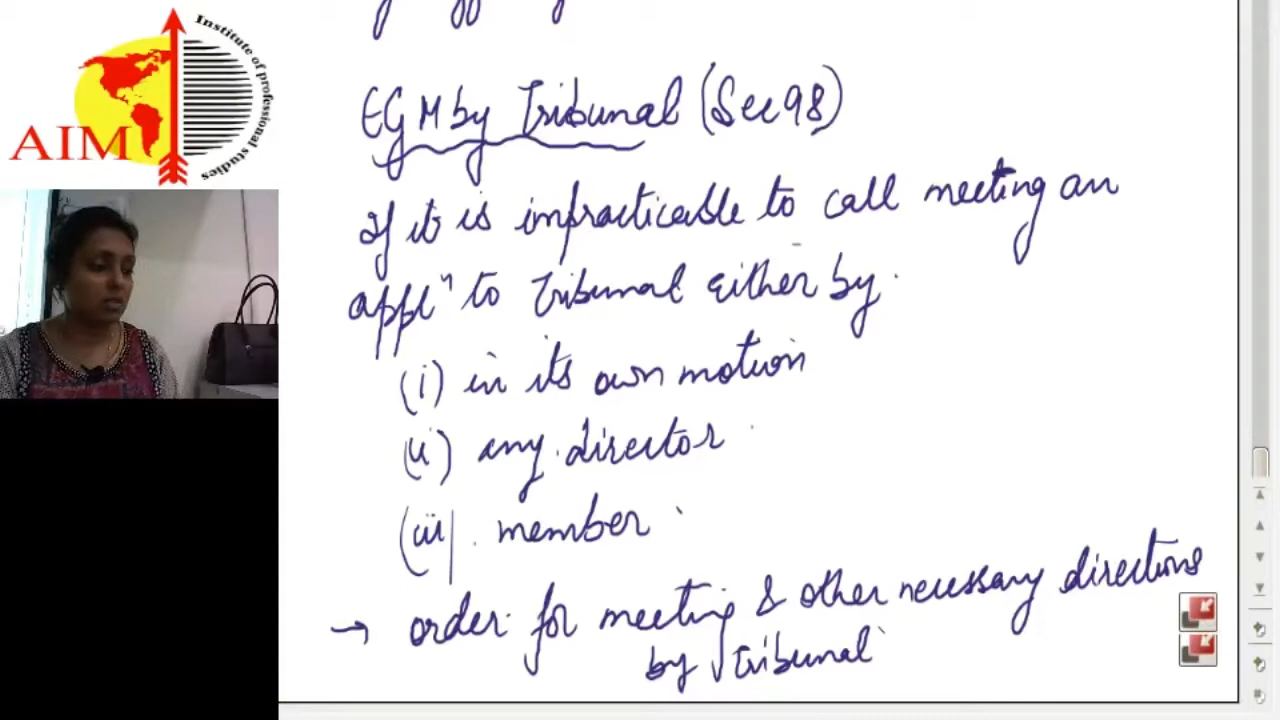 AIM
Institute of professional studies
EGM by Tribunal (Sec 98)
If it is impracticable to call meeting an
appl" to Tribunal either by.
(i) in its own motion
(ii) any director
(iii) member
→ order for meeting & other necessary directions
by Tribunal